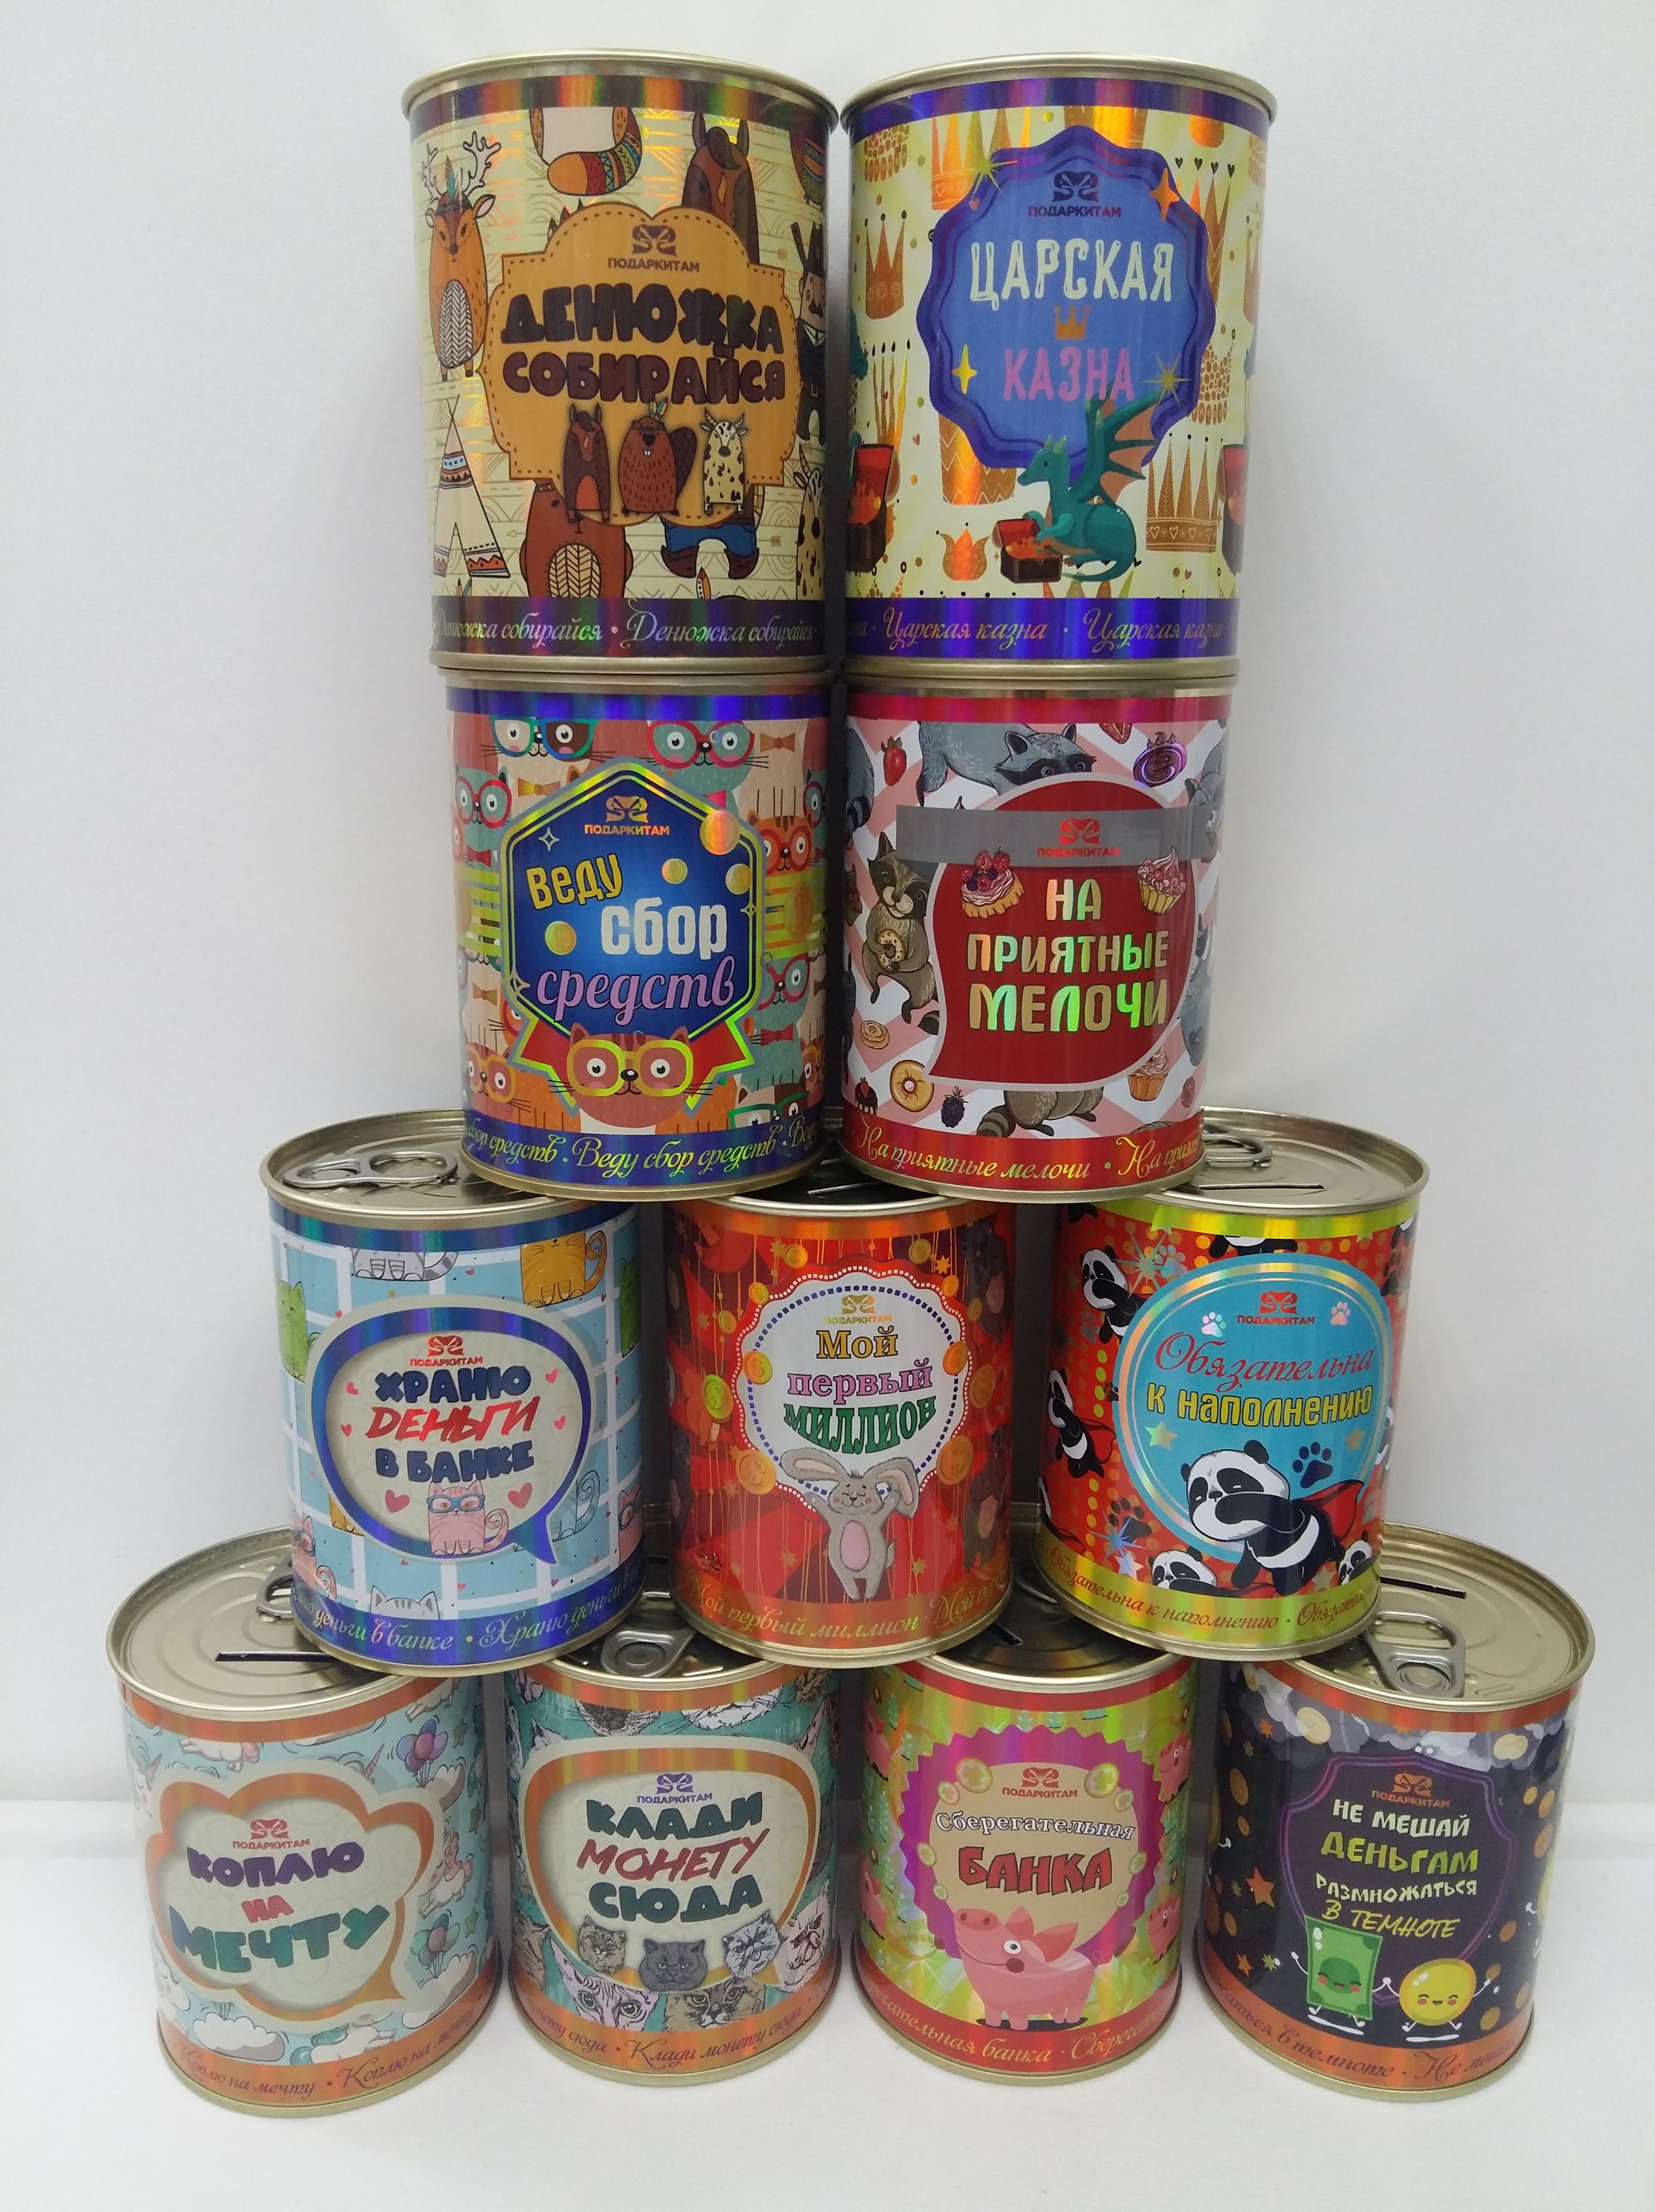 ПОДАРКИТАМ
ДЕНЮЖКА
СОБИРАЙСЯ
Денюжка собирайся • Денюжка собирайся
ПОДАРКИТАМ
ЦАРСКАЯ
КАЗНА
Царская казна • Царская казна
ПОДАРКИТАМ
Веду
сбор
средств
сбор средств • Веду сбор средств • Веду
ПОДАРКИТАМ
НА
ПРИЯТНЫЕ
МЕЛОЧИ
На приятные мелочи • На
ПОДАРКИТАМ
ХРАНЮ
ДЕНЬГИ
В БАНКЕ
деньги в банке • Храню деньги
ПОДАРКИТАМ
Мой
первый
МИЛЛИОН
Мой первый миллион • Мой
ПОДАРКИТАМ
Обязательна
К НАПОЛНЕНИЮ
Обязательна к наполнению •
ПОДАРКИТАМ
КОПЛЮ
НА
МЕЧТУ
Коплю на мечту • Коплю на мечту
ПОДАРКИТАМ
КЛАДИ
МОНЕТУ
СЮДА
монету сюда • Клади монету сюда
ПОДАРКИТАМ
Сберегательная
БАНКА
банка •
ПОДАРКИТАМ
НЕ МЕШАЙ
ДЕНЬГАМ
РАЗМНОЖАТЬСЯ
В ТЕМНОТЕ
в темноте • Не